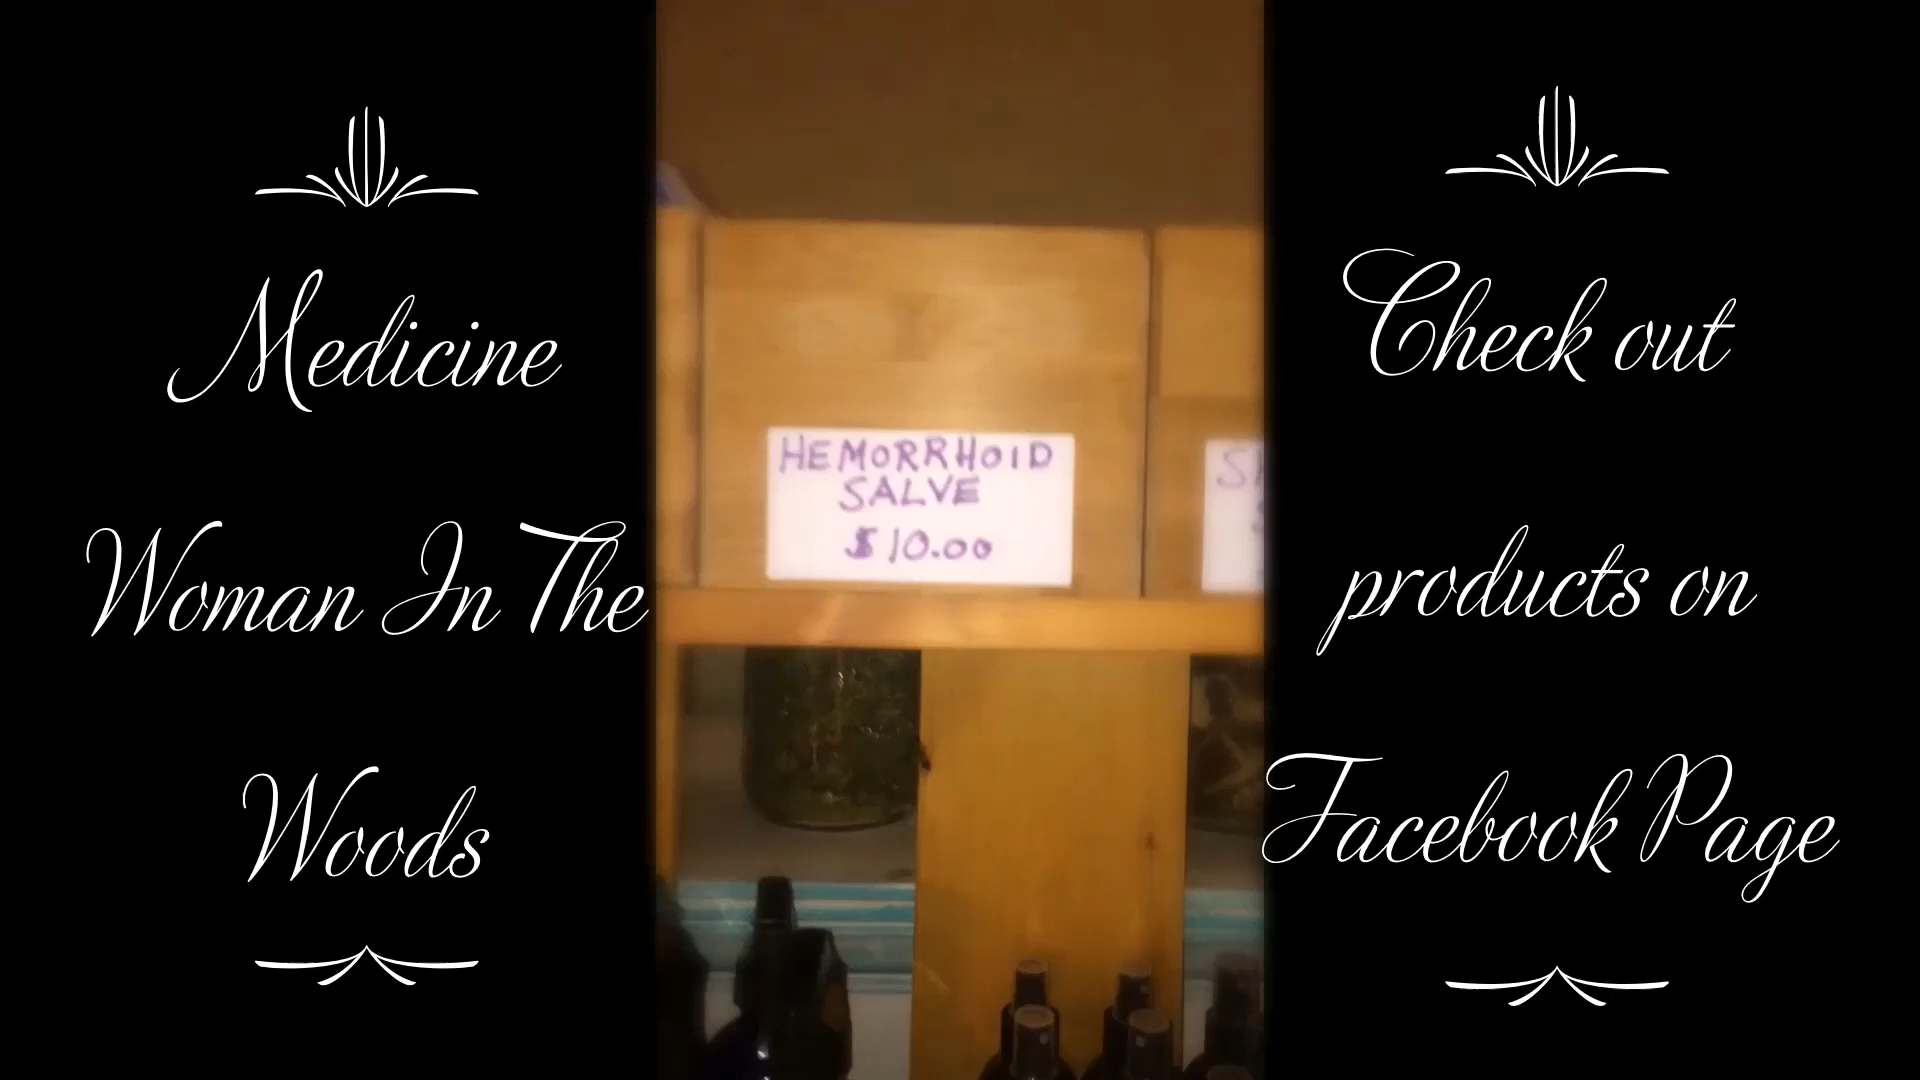 Medicine
Woman In The
Woods
HEMORRHOID
SALVE
$10.00
Check out
products on
Facebook Page